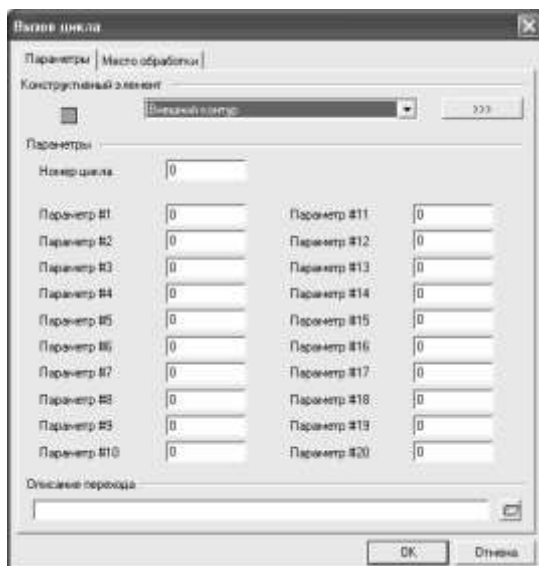 Вызов цикла
Параметры Место обработки
Конструктивный элемент
Внешний контур >>>
Параметры
Номер цикла 0
Параметр #1 0 Параметр #11 0
Параметр #2 0 Параметр #12 0
Параметр #3 0 Параметр #13 0
Параметр #4 0 Параметр #14 0
Параметр #5 0 Параметр #15 0
Параметр #6 0 Параметр #16 0
Параметр #7 0 Параметр #17 0
Параметр #8 0 Параметр #18 0
Параметр #9 0 Параметр #19 0
Параметр #10 0 Параметр #20 0
Описание перехода
OK Отмена